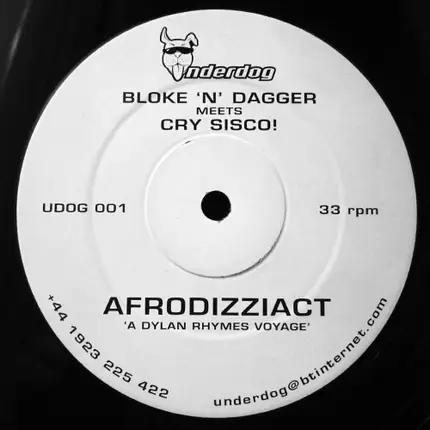 Underdog
BLOKE 'N' DAGGER
MEETS
CRY SISCO!
UDOG 001
33 rpm
AFRODIZZIACT
'A DYLAN RHYMES VOYAGE'
+44 1923 225 422
underdog@btinternet.com